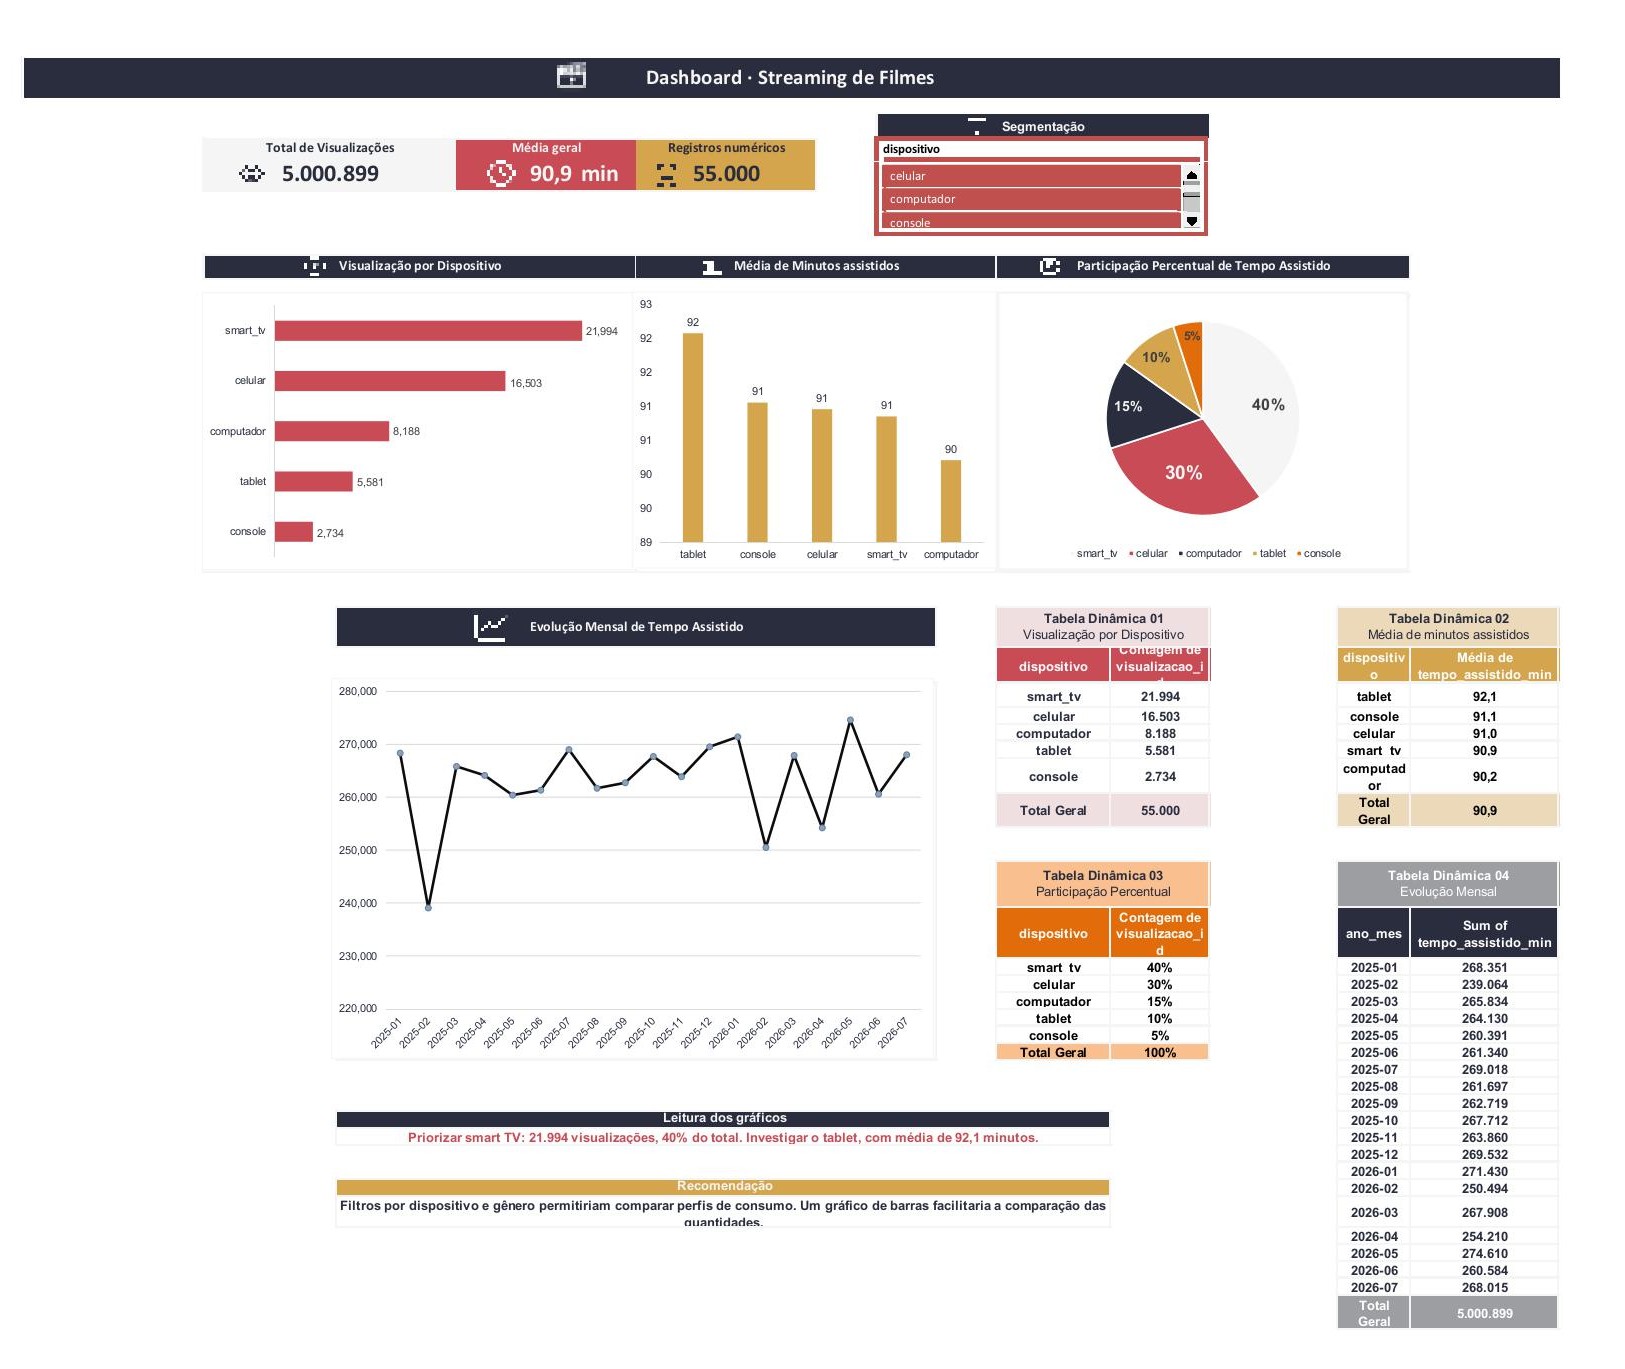 Dashboard · Streaming de Filmes
Segmentação
Total de Visualizações
5.000.899
Média geral
90,9 min
Registros numéricos
55.000
dispositivo
celular
computador
console
Visualização por Dispositivo
Média de Minutos assistidos
Participação Percentual de Tempo Assistido
smart_tv 21,994
celular 16,503
computador 8,188
tablet 5,581
console 2,734
93
92
92
91
91
90
90
89
92 91 91 91 90
tablet console celular smart_tv computador
5%
10%
15%
40%
30%
smart_tv celular computador tablet console
Evolução Mensal de Tempo Assistido
280,000
270,000
260,000
250,000
240,000
230,000
220,000
2025-01 2025-02 2025-03 2025-04 2025-05 2025-06 2025-07 2025-08 2025-09 2025-10 2025-11 2025-12 2026-01 2026-02 2026-03 2026-04 2026-05 2026-06 2026-07
Tabela Dinâmica 01
Visualização por Dispositivo
dispositivo
Contagem de
visualizacao_i
d
smart_tv 21.994
celular 16.503
computador 8.188
tablet 5.581
console 2.734
Total Geral 55.000
Tabela Dinâmica 02
Média de minutos assistidos
dispositiv
o
Média de
tempo_assistido_min
tablet 92,1
console 91,1
celular 91,0
smart_tv 90,9
computad
or
90,2
Total
Geral
90,9
Tabela Dinâmica 03
Participação Percentual
dispositivo
Contagem de
visualizacao_i
d
smart_tv 40%
celular 30%
computador 15%
tablet 10%
console 5%
Total Geral 100%
Tabela Dinâmica 04
Evolução Mensal
ano_mes
Sum of
tempo_assistido_min
2025-01 268.351
2025-02 239.064
2025-03 265.834
2025-04 264.130
2025-05 260.391
2025-06 261.340
2025-07 269.018
2025-08 261.697
2025-09 262.719
2025-10 267.712
2025-11 263.860
2025-12 269.532
2026-01 271.430
2026-02 250.494
2026-03 267.908
2026-04 254.210
2026-05 274.610
2026-06 260.584
2026-07 268.015
Total
Geral
5.000.899
Leitura dos gráficos
Priorizar smart TV: 21.994 visualizações, 40% do total. Investigar o tablet, com média de 92,1 minutos.
Recomendação
Filtros por dispositivo e gênero permitiriam comparar perfis de consumo. Um gráfico de barras facilitaria a comparação das
quantidades.